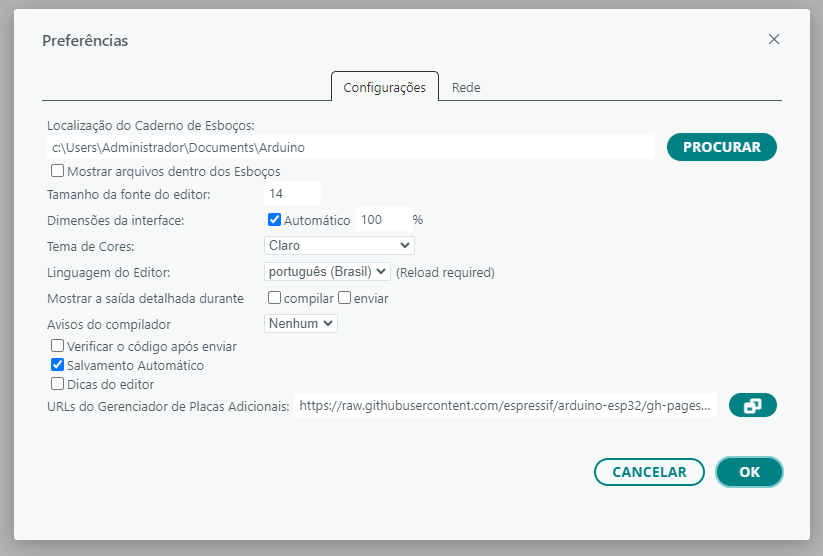 Preferências
Configurações Rede
Localização do Caderno de Esboços:
c:\Users\Administrador\Documents\Arduino PROCURAR
Mostrar arquivos dentro dos Esboços
Tamanho da fonte do editor: 14
Dimensões da interface: Automático 100 %
Tema de Cores: Claro
Linguagem do Editor: português (Brasil) (Reload required)
Mostrar a saída detalhada durante compilar enviar
Avisos do compilador Nenhum
Verificar o código após enviar
Salvamento Automático
Dicas do editor
URLs do Gerenciador de Placas Adicionais: https://raw.githubusercontent.com/espressif/arduino-esp32/gh-pages...
CANCELAR OK